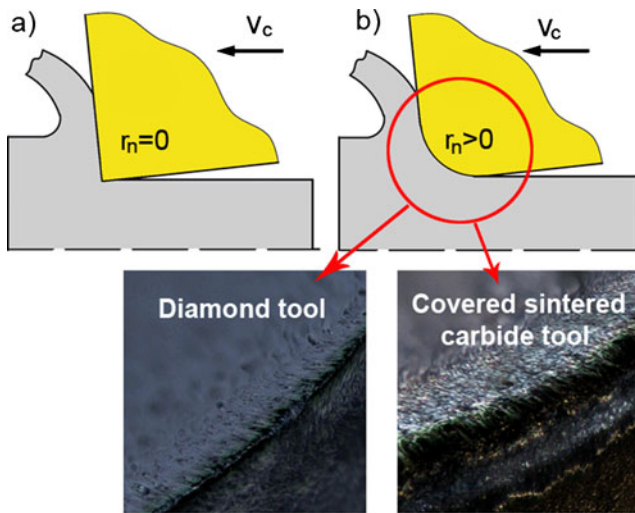 a)
Vc
rn=0
b)
Vc
rn>0
Diamond tool
Covered sintered
carbide tool